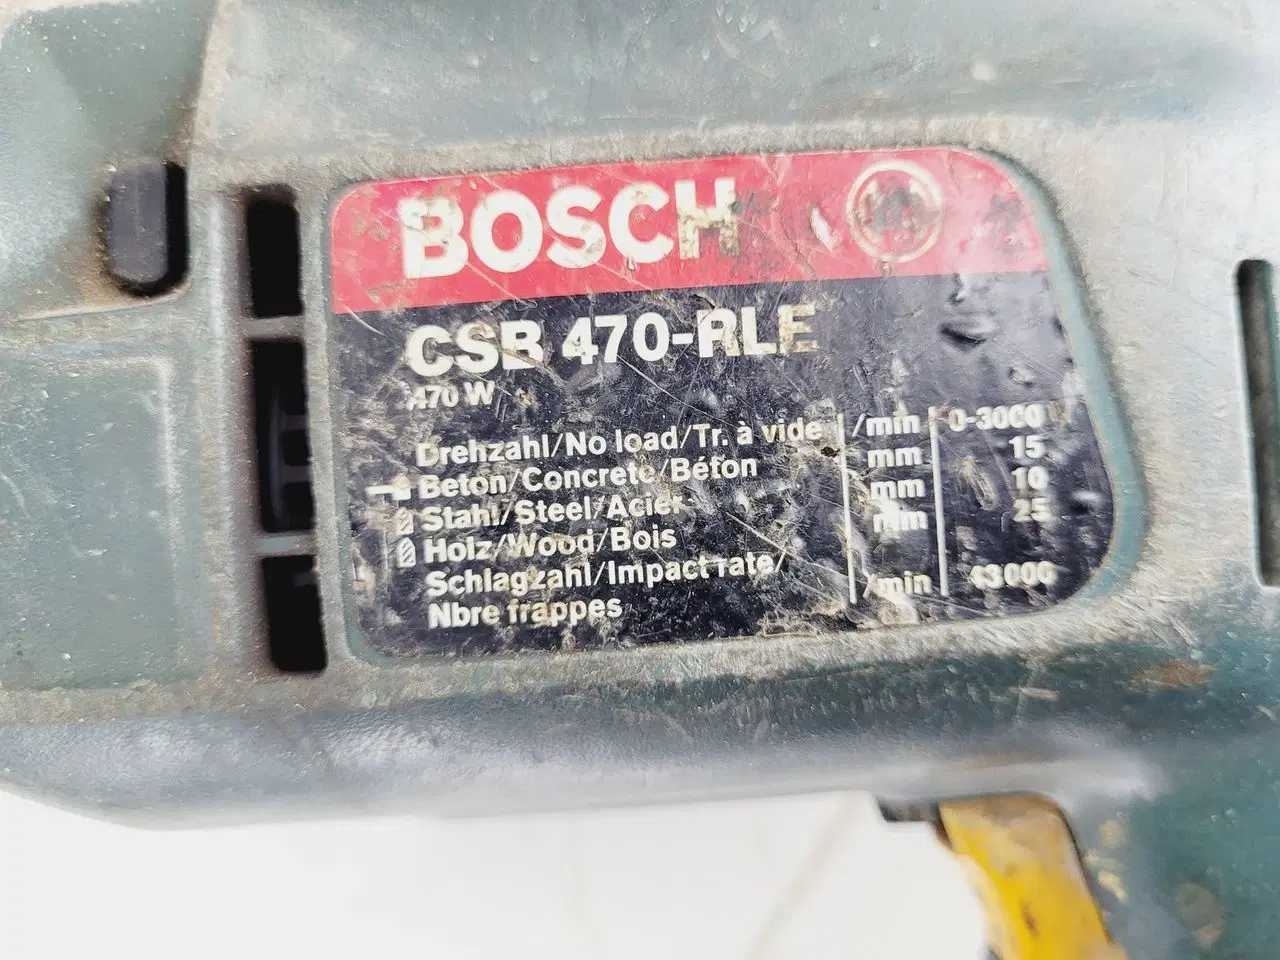 BOSCH
CSB 470-RLE
470 W
Drehzahl/No load/Tr. à vide /min 0-3000
Beton/Concrete/Béton mm 15
Stahl/Steel/Acier mm 10
Holz/Wood/Bois mm 25
Schlagzahl/Impact rate/
Nbre frappes /min 43000